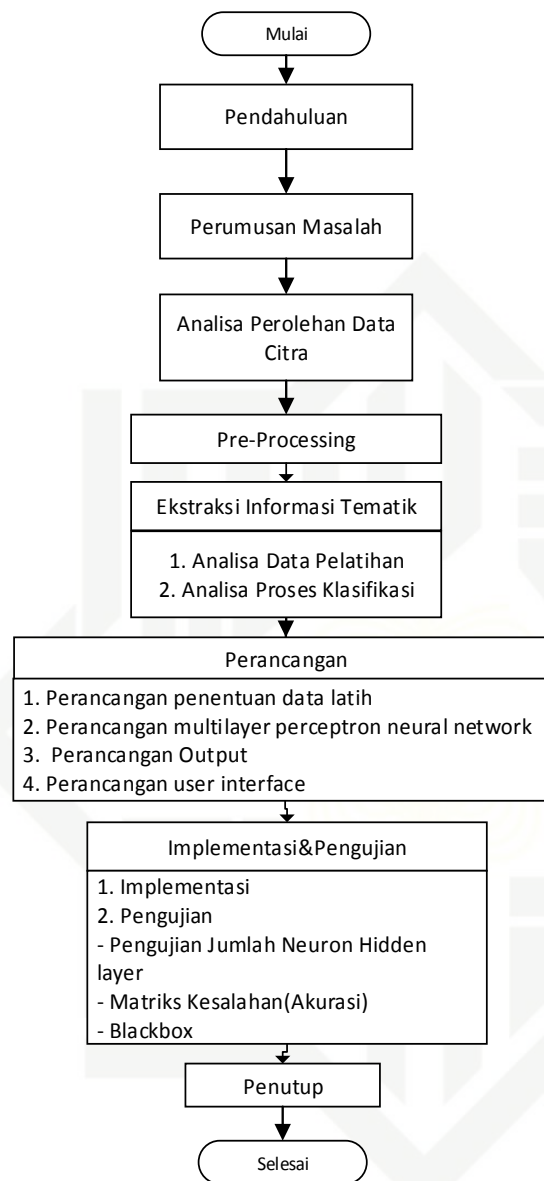 Mulai
Pendahuluan
Perumusan Masalah
Analisa Perolehan Data
Citra
Pre-Processing
Ekstraksi Informasi Tematik
1. Analisa Data Pelatihan
2. Analisa Proses Klasifikasi
Perancangan
1. Perancangan penentuan data latih
2. Perancangan multilayer perceptron neural network
3. Perancangan Output
4. Perancangan user interface
Implementasi&Pengujian
1. Implementasi
2. Pengujian
- Pengujian Jumlah Neuron Hidden
layer
- Matriks Kesalahan(Akurasi)
- Blackbox
Penutup
Selesai